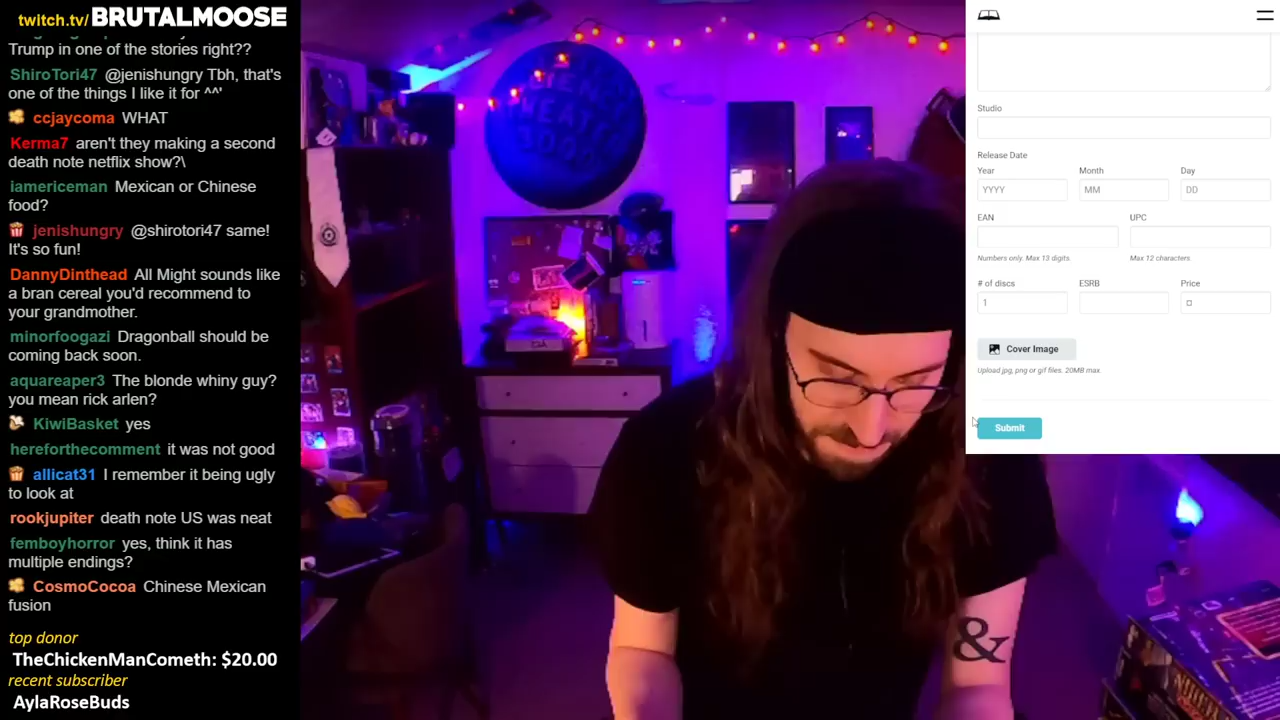 twitch.tv/BRUTALMOOSE
Trump in one of the stories right??
ShiroTori47 @jenishungry Tbh, that's
one of the things I like it for ^^'
ccjaycoma WHAT
Kerma7 aren't they making a second
death note netflix show?\
iamericeman Mexican or Chinese
food?
jenishungry @shirotori47 same!
It's so fun!
DannyDinthead All Might sounds like
a bran cereal you'd recommend to
your grandmother.
minorfoogazi Dragonball should be
coming back soon.
aquareaper3 The blonde whiny guy?
you mean rick arlen?
KiwiBasket yes
hereforthecomment it was not good
allicat31 I remember it being ugly
to look at
rookjupiter death note US was neat
femboyhorror yes, think it has
multiple endings?
CosmoCocoa Chinese Mexican
fusion
top donor
TheChickenManCometh: $20.00
recent subscriber
AylaRoseBuds
Studio
Release Date
Year Month Day
YYYY MM DD
EAN UPC
Numbers only. Max 13 digits. Max 12 characters.
# of discs ESRB Price
1
Cover Image
Upload jpg, png or gif files. 20MB max.
Submit
&